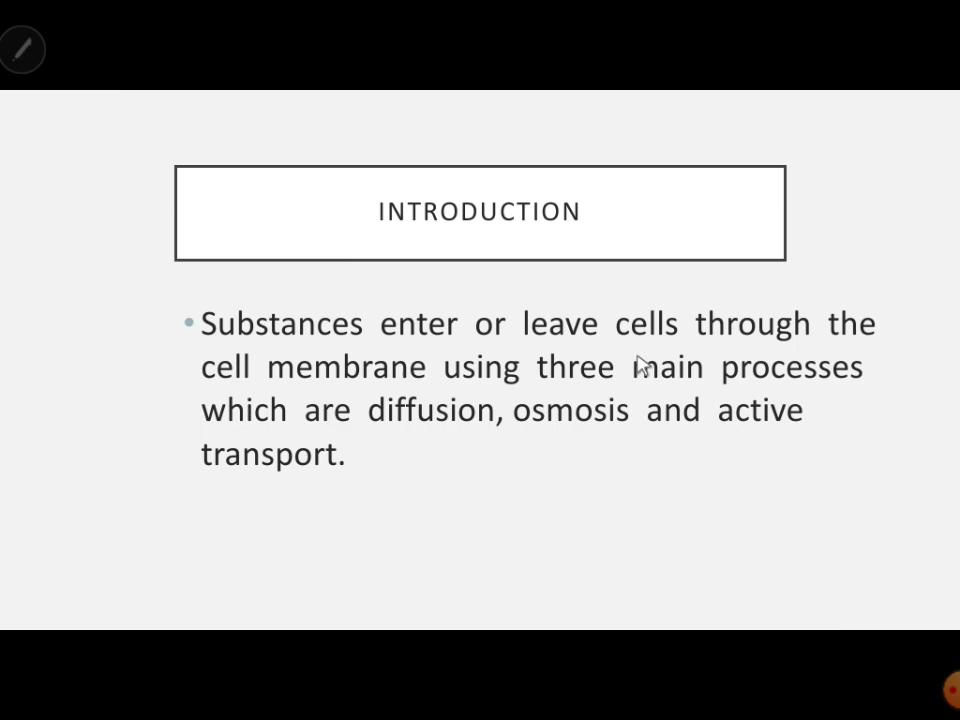 INTRODUCTION
• Substances enter or leave cells through the
cell membrane using three main processes
which are diffusion, osmosis and active
transport.